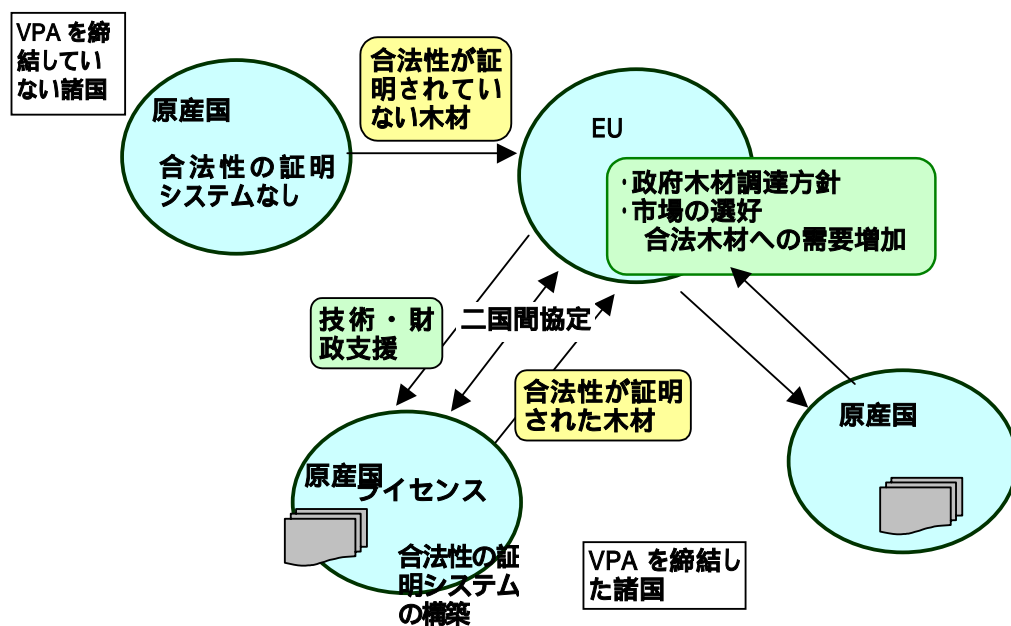 VPA を締
結してい
ない諸国
原産国
合法性の証明
システムなし
合法性が証
明されてい
ない木材
EU
・政府木材調達方針
・市場の選好
合法木材への需要増加
技術・財
政支援
二国間協定
合法性が証明
された木材
原産国
ライセンス
合法性の証
明システム
の構築
原産国
VPA を締結し
た諸国